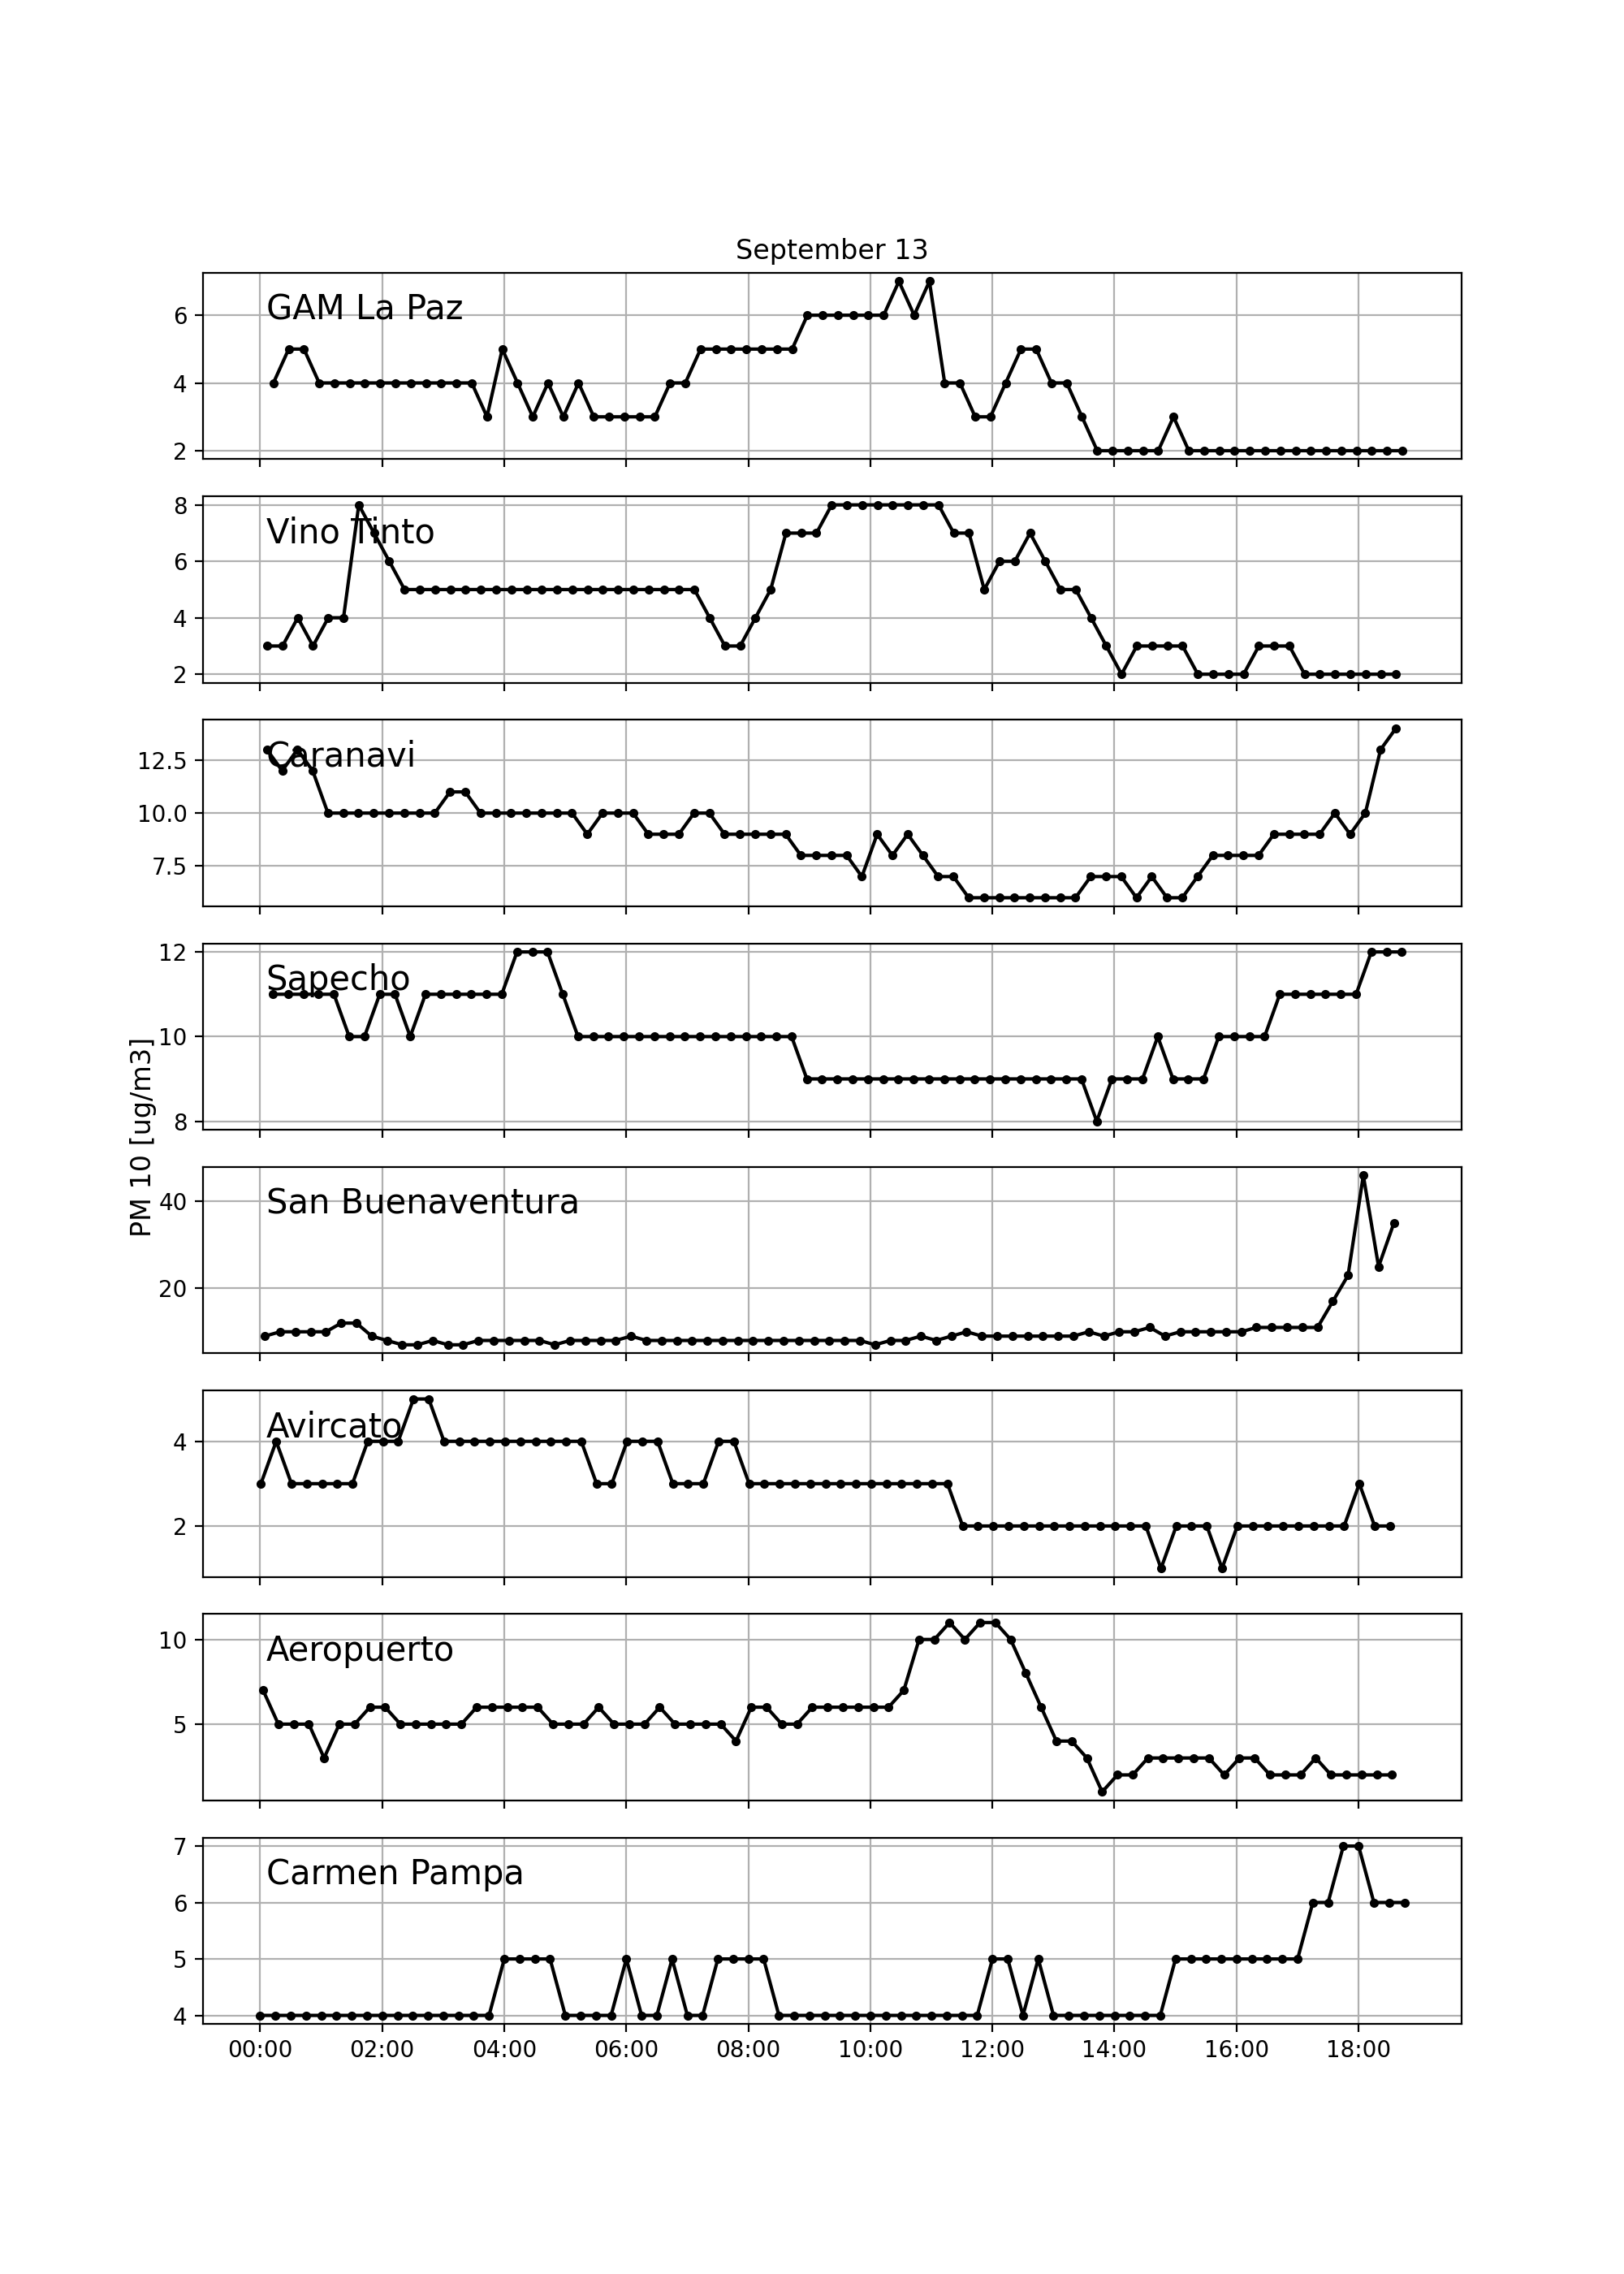 September 13
GAM La Paz
6
4
2
Vino Tinto
8
6
4
2
Caranavi
12.5
10.0
7.5
Sapecho
12
10
8
PM 10 [ug/m3]
San Buenaventura
40
20
Avircato
4
2
Aeropuerto
10
5
Carmen Pampa
7
6
5
4
00:00 02:00 04:00 06:00 08:00 10:00 12:00 14:00 16:00 18:00